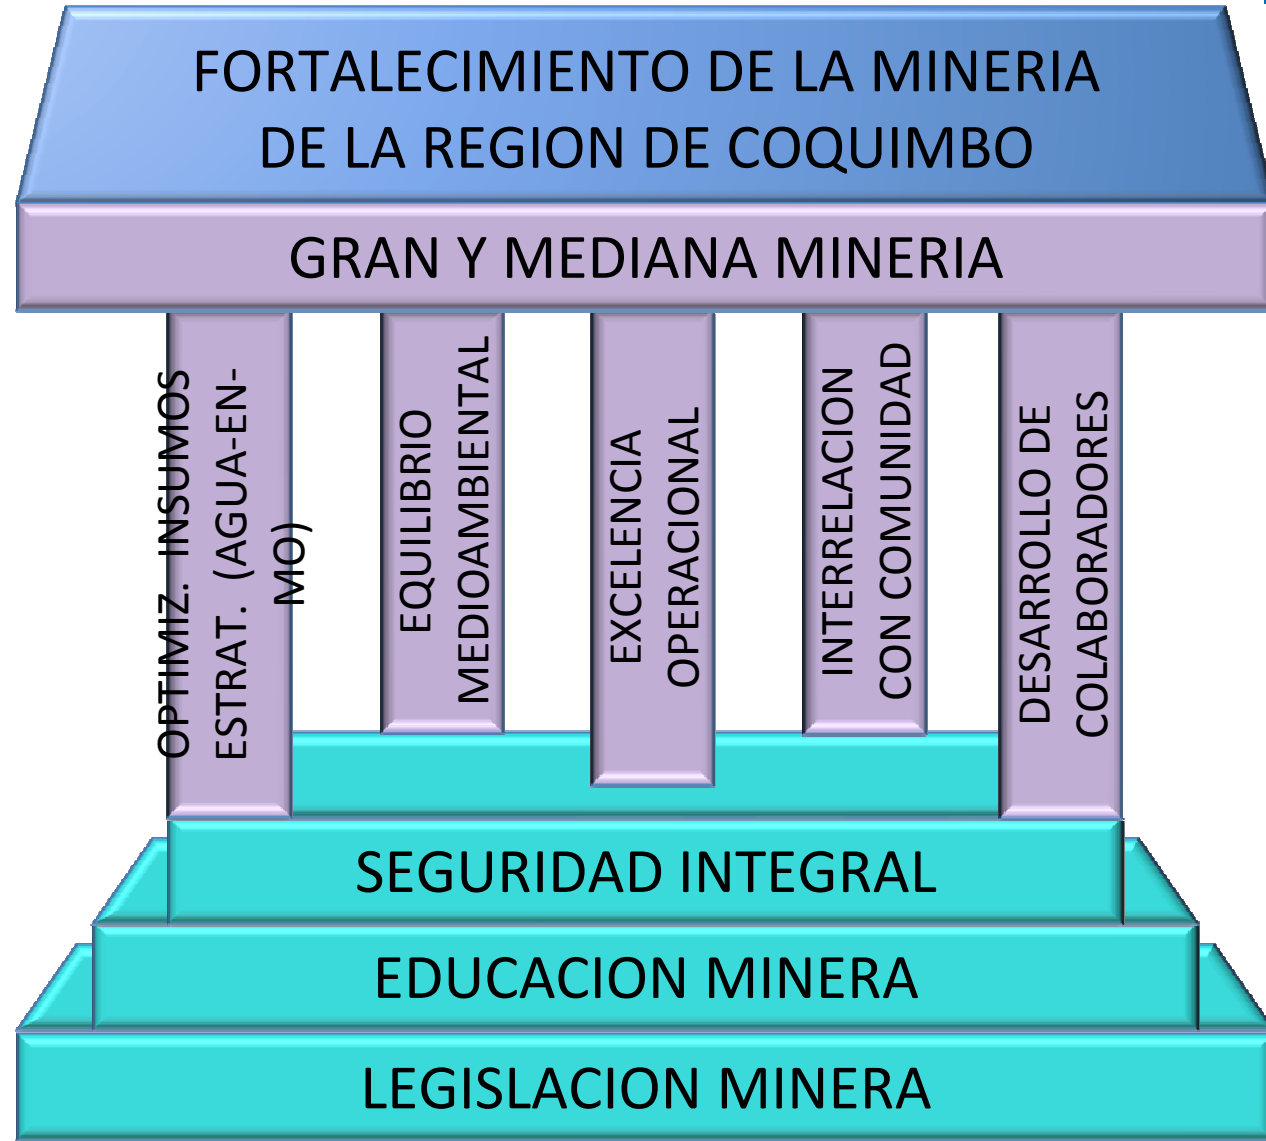 FORTALECIMIENTO DE LA MINERIA
DE LA REGION DE COQUIMBO
GRAN Y MEDIANA MINERIA
OPTIMIZ. INSUMOS
ESTRAT. (AGUA-EN-
MO)
EQUILIBRIO
MEDIOAMBIENTAL
EXCELENCIA
OPERACIONAL
INTERRELACION
CON COMUNIDAD
DESARROLLO DE
COLABORADORES
SEGURIDAD INTEGRAL
EDUCACION MINERA
LEGISLACION MINERA